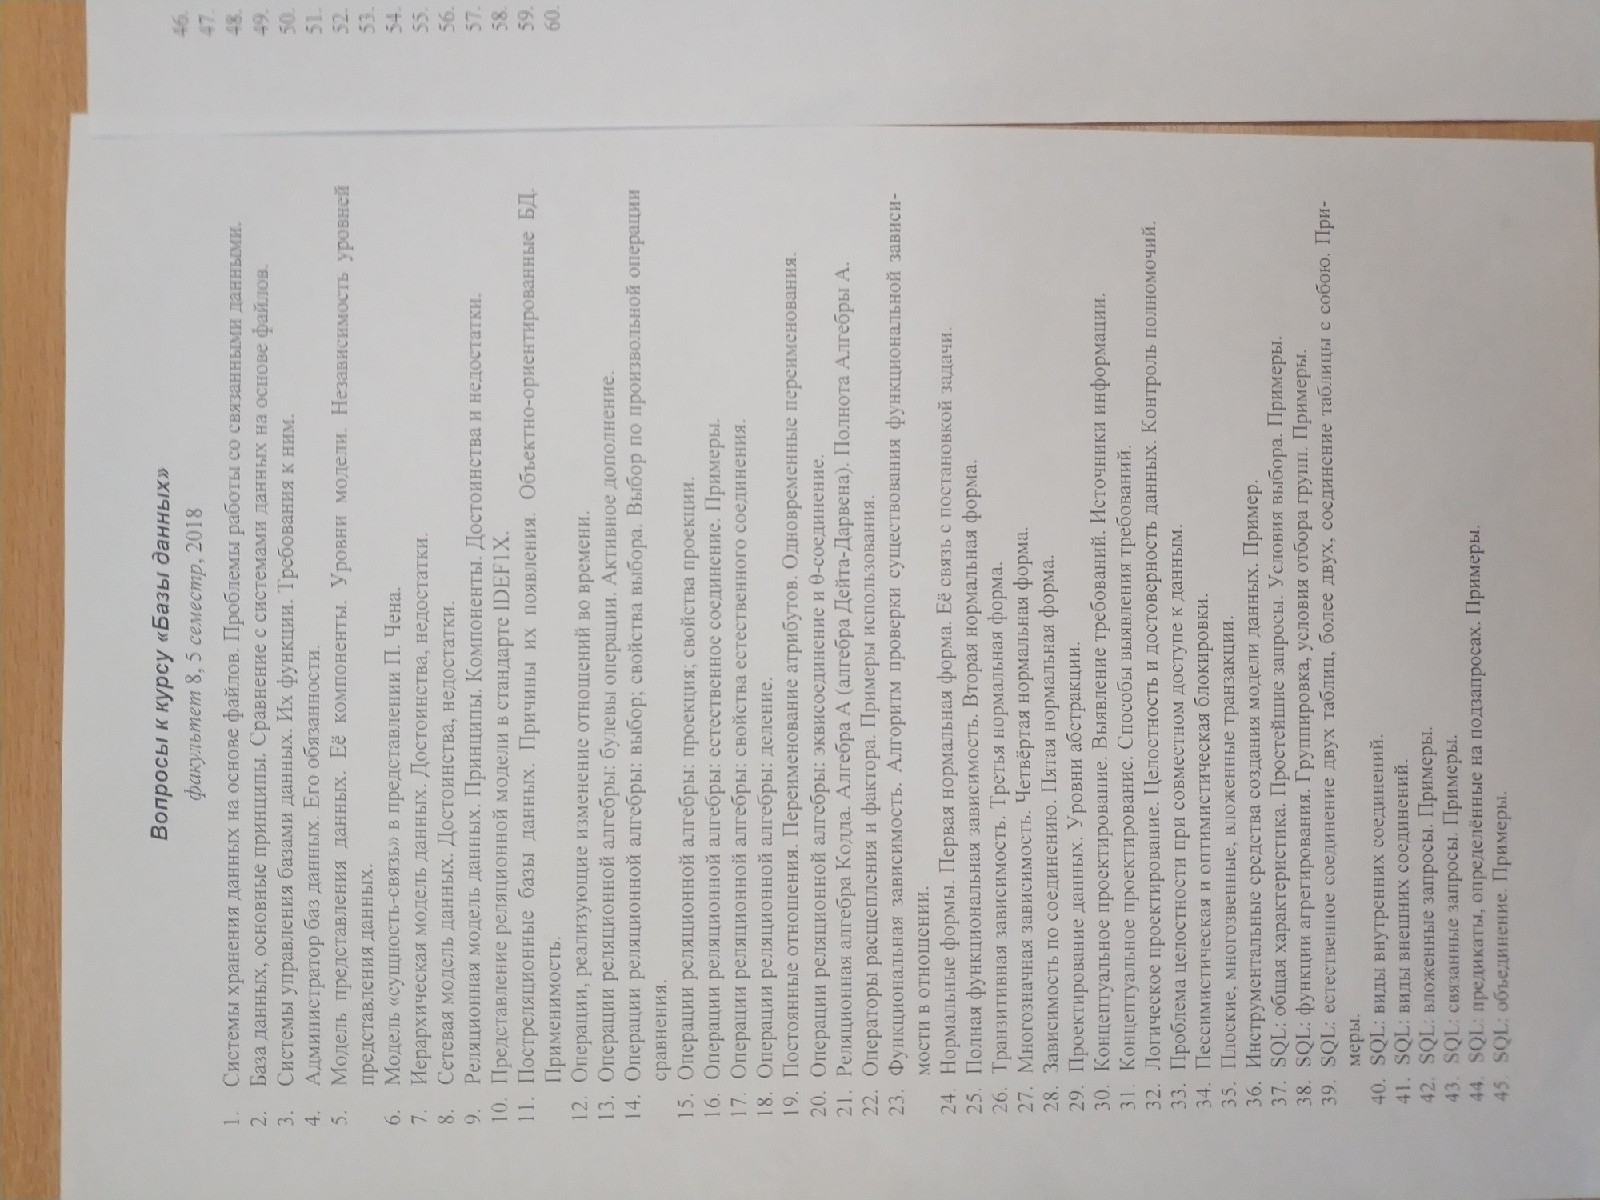 Вопросы к курсу «Базы данных»
факультет 8, 5 семестр, 2018
1. Системы хранения данных на основе файлов. Проблемы работы со связанными данными.
2. База данных, основные принципы. Сравнение с системами данных на основе файлов.
3. Системы управления базами данных. Их функции. Требования к ним.
4. Администратор баз данных. Его обязанности.
5. Модель представления данных. Её компоненты. Уровни модели. Независимость уровней
представления данных.
6. Модель «сущность-связь» в представлении П. Чена.
7. Иерархическая модель данных. Достоинства, недостатки.
8. Сетевая модель данных. Достоинства, недостатки.
9. Реляционная модель данных. Принципы. Компоненты. Достоинства и недостатки.
10. Представление реляционной модели в стандарте IDEF1X.
11. Постреляционные базы данных. Причины их появления. Объектно-ориентированные БД.
Применимость.
12. Операции, реализующие изменение отношений во времени.
13. Операции реляционной алгебры: булевы операции. Активное дополнение.
14. Операции реляционной алгебры: выбор; свойства выбора. Выбор по произвольной операции
сравнения.
15. Операции реляционной алгебры: проекция; свойства проекции.
16. Операции реляционной алгебры: естественное соединение. Примеры.
17. Операции реляционной алгебры: свойства естественного соединения.
18. Операции реляционной алгебры: деление.
19. Постоянные отношения. Переименование атрибутов. Одновременные переименования.
20. Операции реляционной алгебры: эквисоединение и θ-соединение.
21. Реляционная алгебра Кодда. Алгебра А (алгебра Дейта-Дарвена). Полнота Алгебры А.
22. Операторы расщепления и фактора. Примеры использования.
23. Функциональная зависимость. Алгоритм проверки существования функциональной зависи-
мости в отношении.
24. Нормальные формы. Первая нормальная форма. Её связь с постановкой задачи.
25. Полная функциональная зависимость. Вторая нормальная форма.
26. Транзитивная зависимость. Третья нормальная форма.
27. Многозначная зависимость. Четвёртая нормальная форма.
28. Зависимость по соединению. Пятая нормальная форма.
29. Проектирование данных. Уровни абстракции.
30. Концептуальное проектирование. Выявление требований. Источники информации.
31. Концептуальное проектирование. Способы выявления требований.
32. Логическое проектирование. Целостность и достоверность данных. Контроль полномочий.
33. Проблема целостности при совместном доступе к данным.
34. Пессимистическая и оптимистическая блокировки.
35. Плоские, многозвенные, вложенные транзакции.
36. Инструментальные средства создания модели данных. Пример.
37. SQL: общая характеристика. Простейшие запросы. Условия выбора. Примеры.
38. SQL: функции агрегирования. Группировка, условия отбора групп. Примеры.
39. SQL: естественное соединение двух таблиц, более двух, соединение таблицы с собою. При-
меры.
40. SQL: виды внутренних соединений.
41. SQL: виды внешних соединений.
42. SQL: вложенные запросы. Примеры.
43. SQL: связанные запросы. Примеры.
44. SQL: предикаты, определённые на подзапросах. Примеры.
45. SQL: объединение. Примеры.
46.
47.
48.
49.
50.
51.
52.
53.
54.
55.
56.
57.
58.
59.
60.